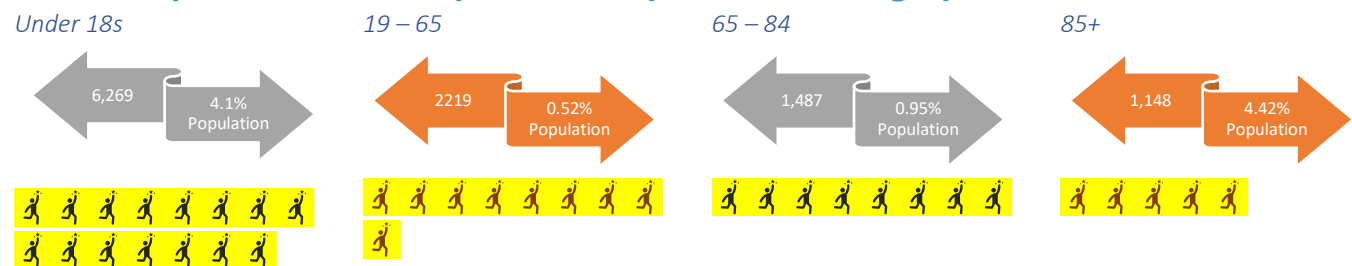 Under 18s
19 – 65
65 – 84
85+
6,269
4.1%
Population
2219
0.52%
Population
1,487
0.95%
Population
1,148
4.42%
Population